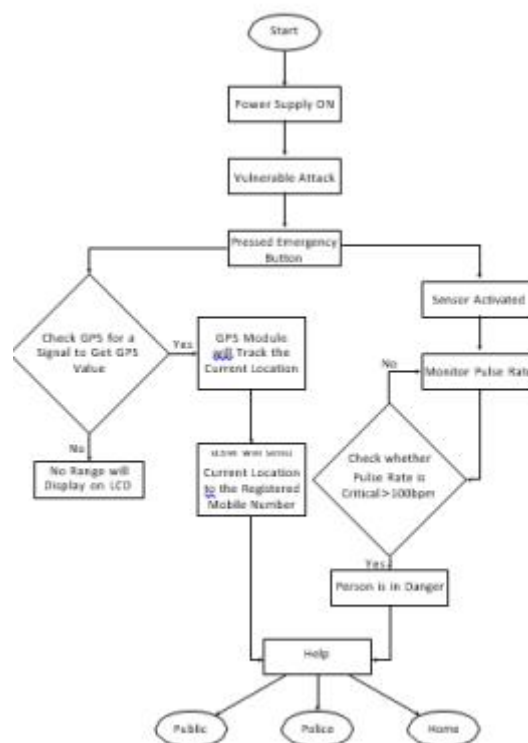 Start
Power Supply ON
Vulnerable Attack
Pressed Emergency
Button
Sensor Activated
Check GPS for a
Signal to Get GPS
Value
Yes
GPS Module
will Track the
Current Location
No
Monitor Pulse Rate
No
No Range will
Display on LCD
Current Location
to the Registered
Mobile Number
Check whether
Pulse Rate is
Critical>100bpm
Yes
Person is in Danger
Help
Public
Police
Home